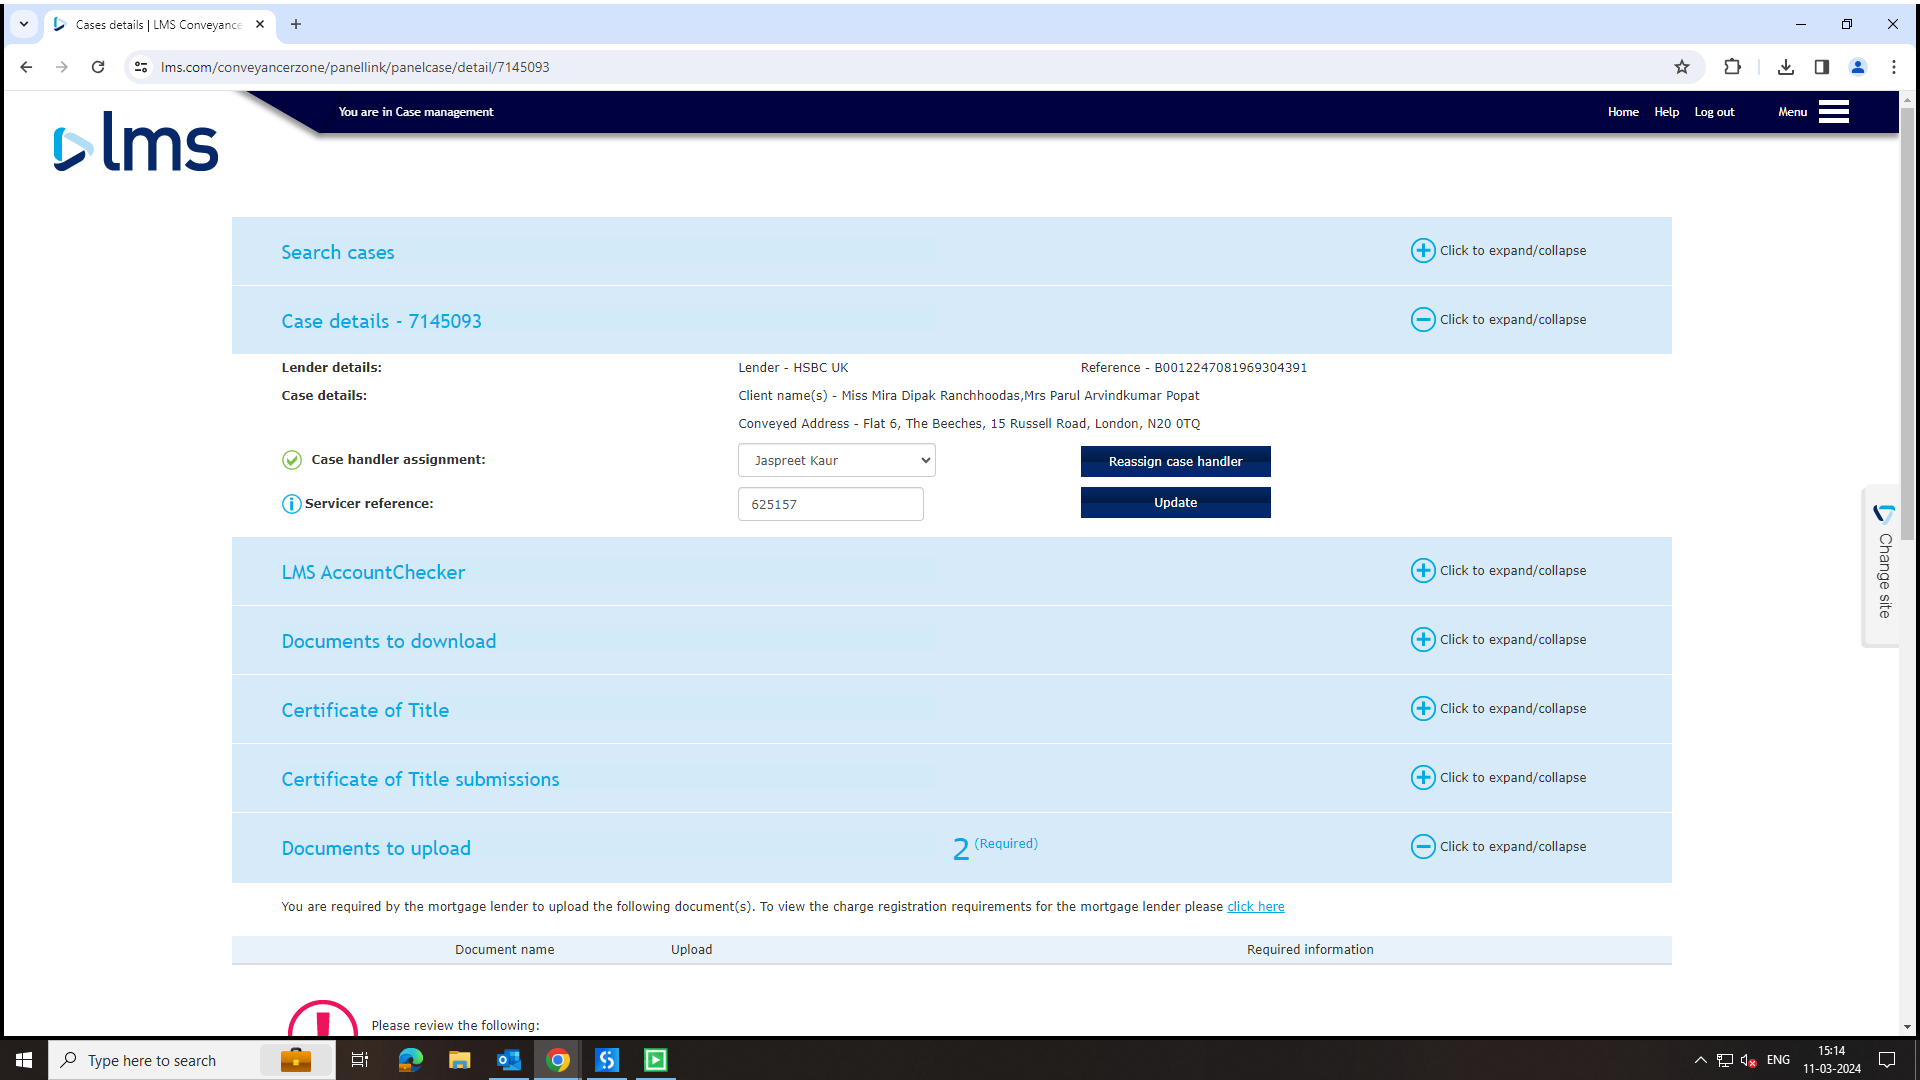 Cases details | LMS Conveyance
lms.com/conveyancerzone/panellink/panelcase/detail/7145093
You are in Case management
Home Help Log out Menu
lms
Search cases
Click to expand/collapse
Case details - 7145093
Click to expand/collapse
Lender details: Lender - HSBC UK Reference - B0012247081969304391
Case details: Client name(s) - Miss Mira Dipak Ranchhoodas,Mrs Parul Arvindkumar Popat
Conveyed Address - Flat 6, The Beeches, 15 Russell Road, London, N20 0TQ
Case handler assignment: Jaspreet Kaur Reassign case handler
Servicer reference: 625157 Update
Change site
LMS AccountChecker
Click to expand/collapse
Documents to download
Click to expand/collapse
Certificate of Title
Click to expand/collapse
Certificate of Title submissions
Click to expand/collapse
Documents to upload 2 (Required)
Click to expand/collapse
You are required by the mortgage lender to upload the following document(s). To view the charge registration requirements for the mortgage lender please click here
Document name Upload Required information
Please review the following:
Type here to search
ENG
15:14
11-03-2024